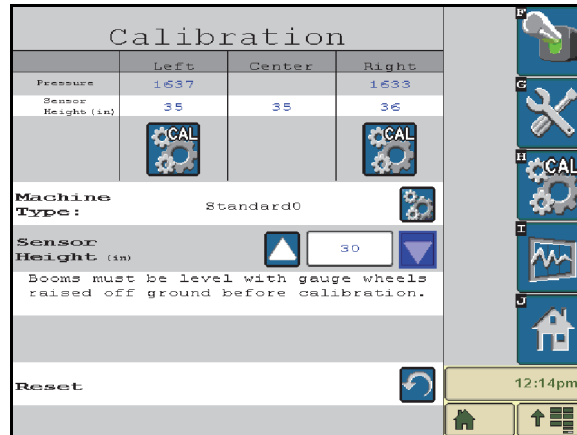 Calibration
Left Center Right
Pressure 1637 1633
Sensor Height (in) 35 35 36
CAL CAL
Machine Type: Standard0
Sensor Height (in) 30
Booms must be level with gauge wheels
raised off ground before calibration.
Reset
F
G
H
CAL
I
J
12:14pm